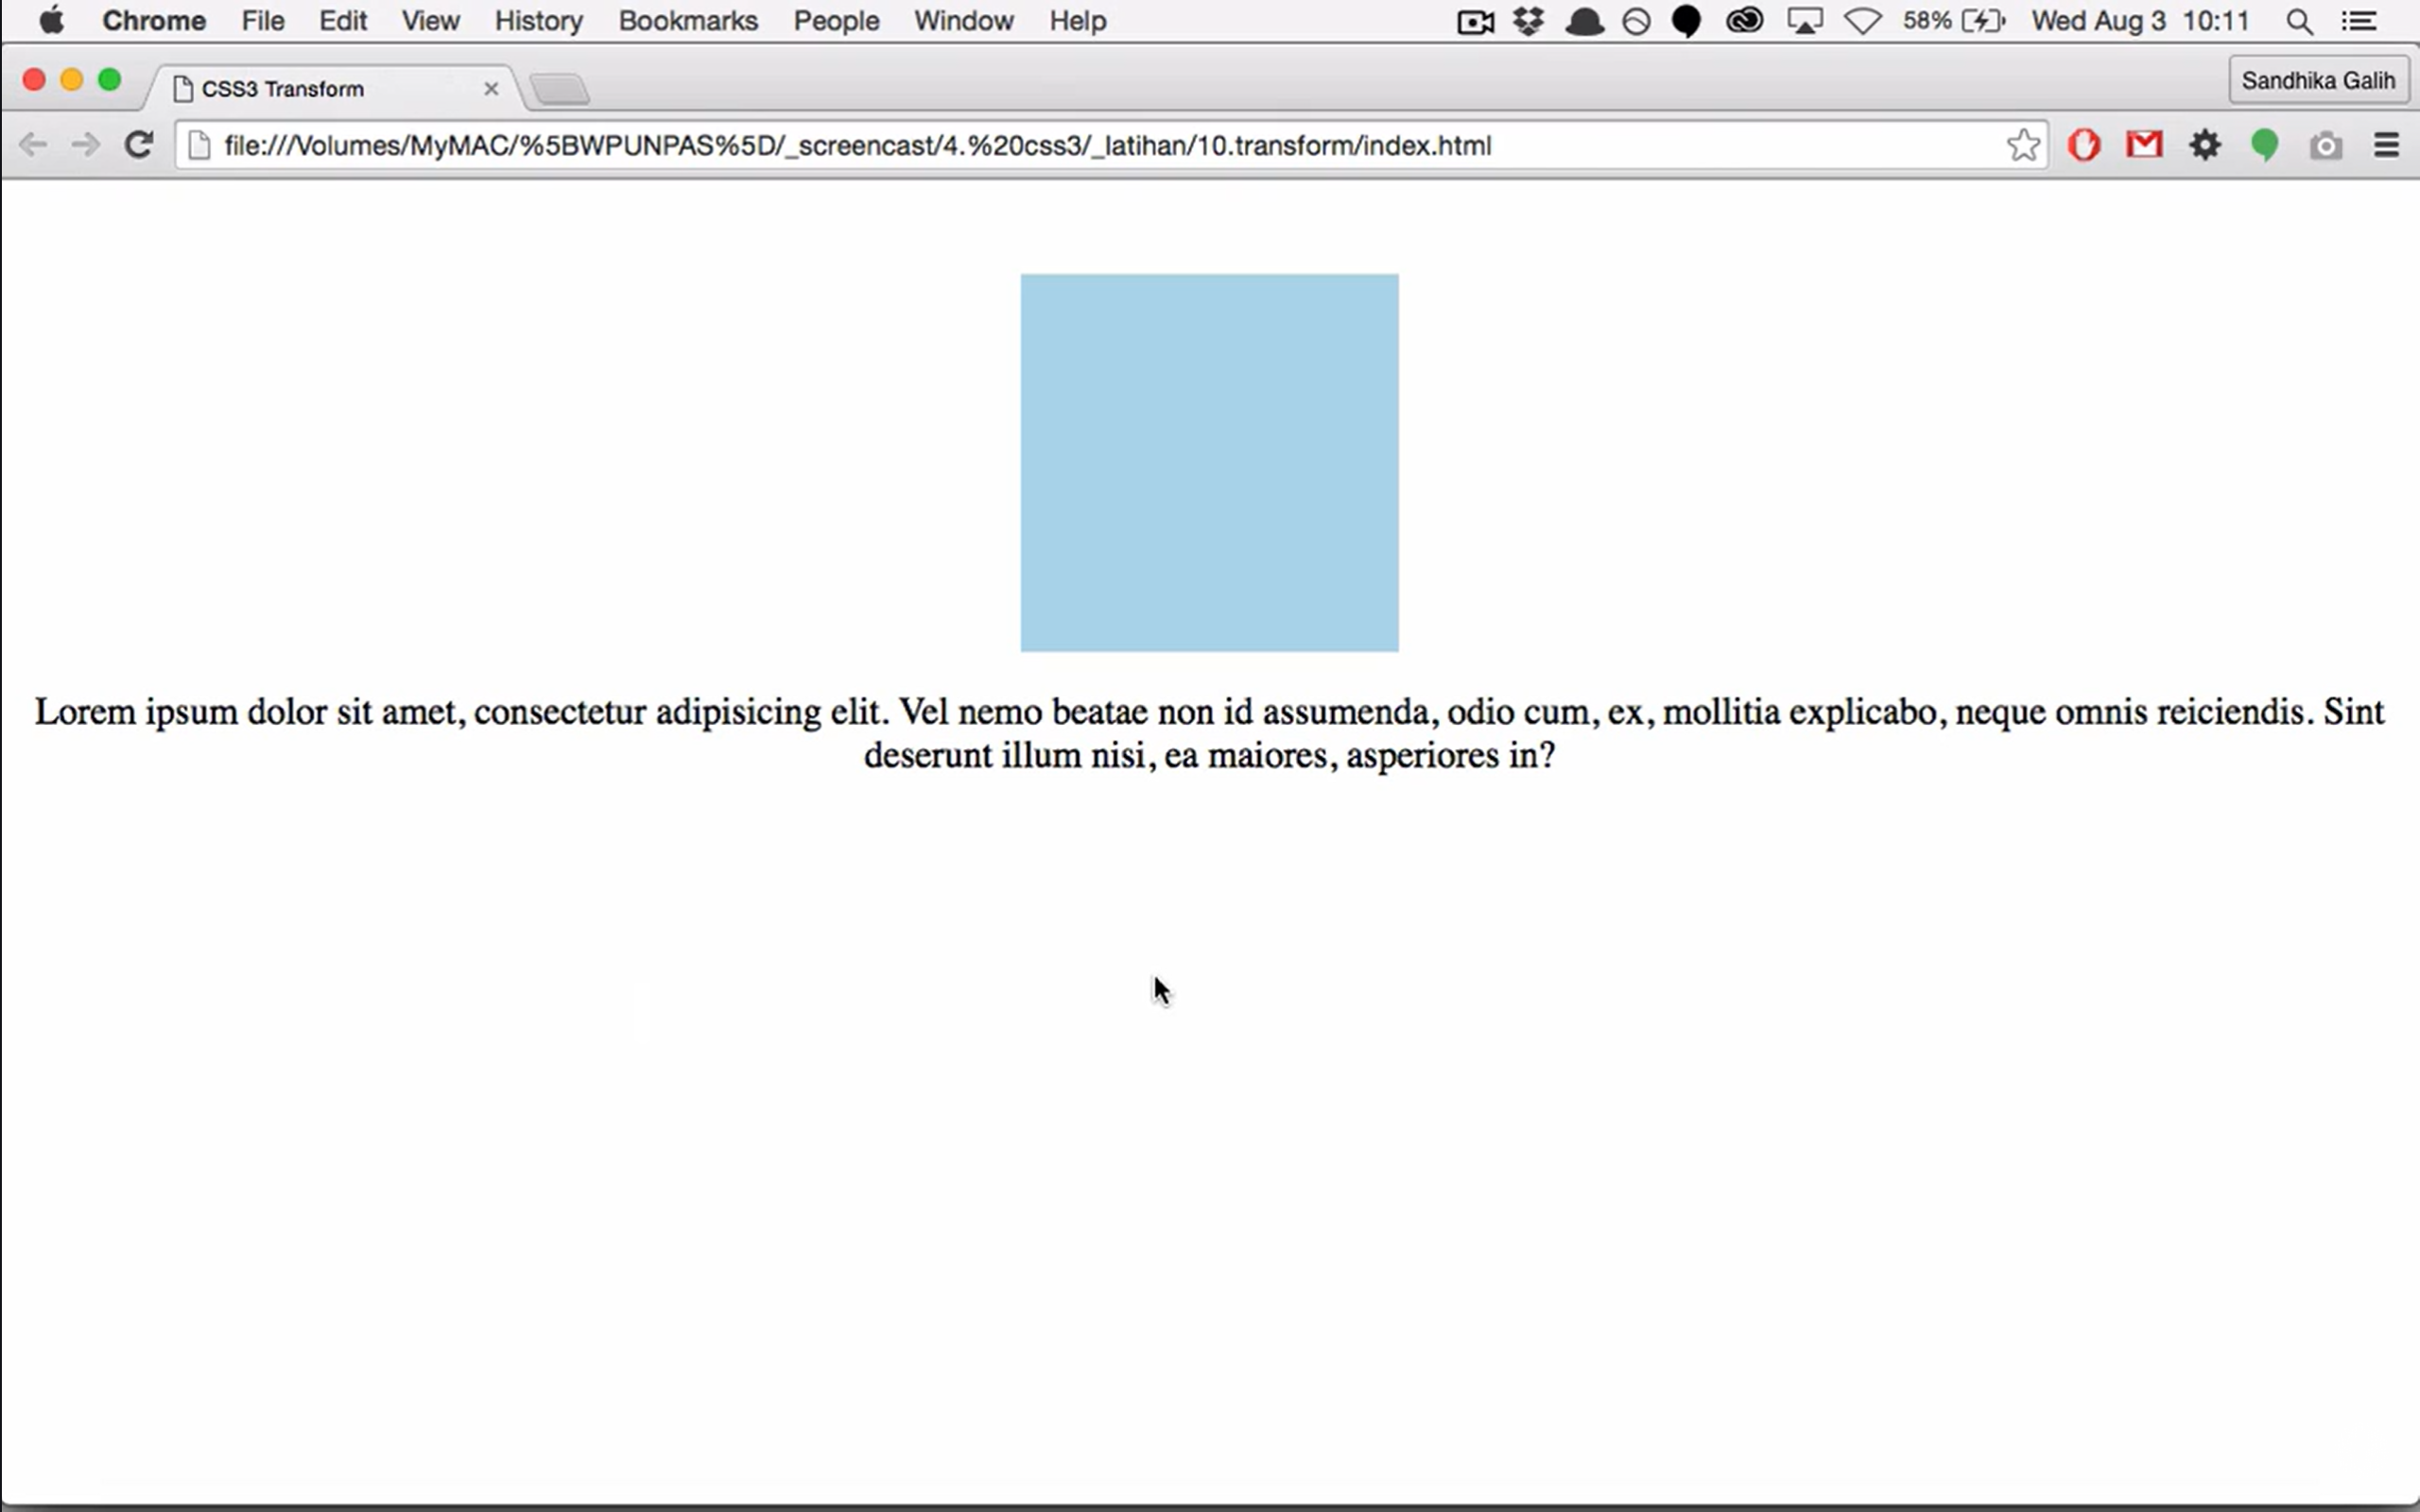 Chrome File Edit View History Bookmarks People Window Help 58% Wed Aug 3 10:11
CSS3 Transform Sandhika Galih
file:///Volumes/MyMAC/%5BWPUNPAS%5D/_screencast/4.%20css3/_latihan/10.transform/index.html
Lorem ipsum dolor sit amet, consectetur adipisicing elit. Vel nemo beatae non id assumenda, odio cum, ex, mollitia explicabo, neque omnis reiciendis. Sint
deserunt illum nisi, ea maiores, asperiores in?